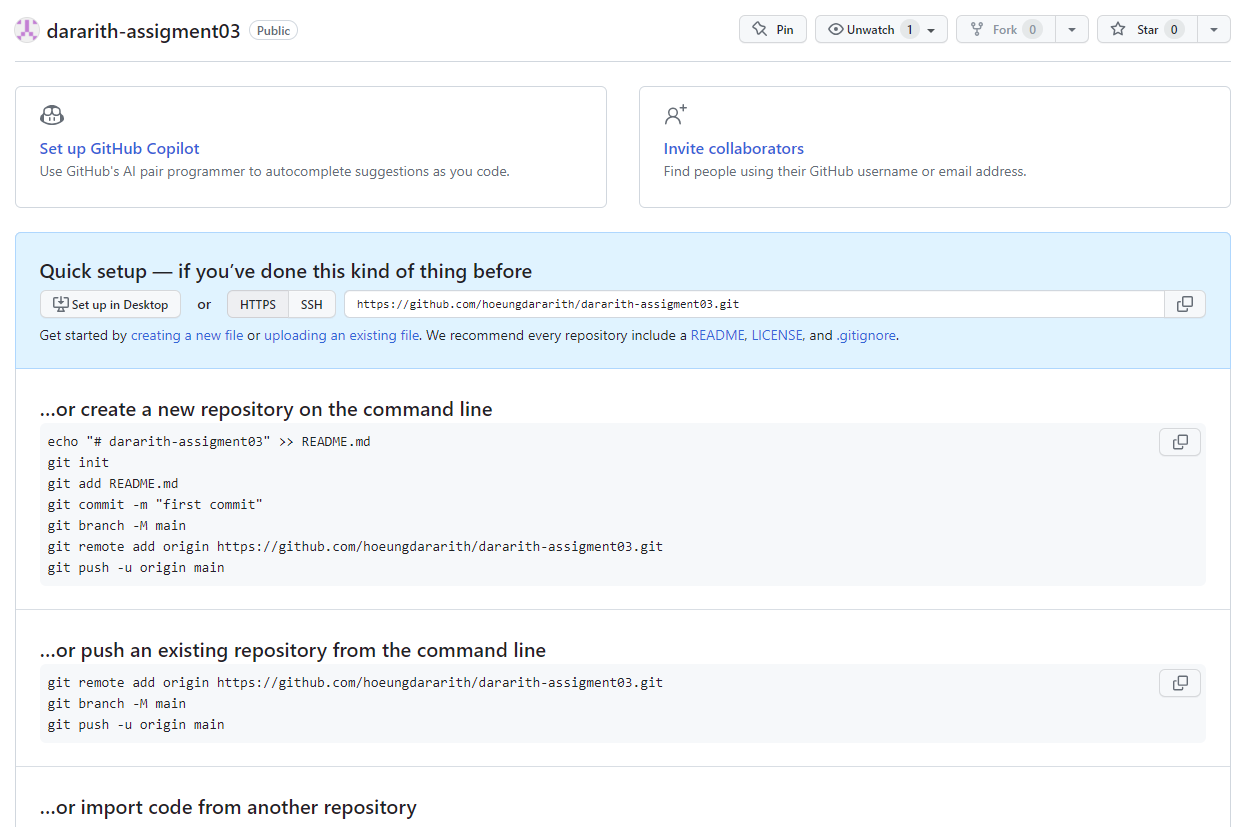 dararith-assigment03 Public Pin Unwatch 1 Fork 0 Star 0
Set up GitHub Copilot
Use GitHub's AI pair programmer to autocomplete suggestions as you code.
Invite collaborators
Find people using their GitHub username or email address.
Quick setup — if you’ve done this kind of thing before
Set up in Desktop or HTTPS SSH https://github.com/hoeungdararith/dararith-assigment03.git
Get started by creating a new file or uploading an existing file. We recommend every repository include a README, LICENSE, and .gitignore.
…or create a new repository on the command line
echo "# dararith-assigment03" >> README.md
git init
git add README.md
git commit -m "first commit"
git branch -M main
git remote add origin https://github.com/hoeungdararith/dararith-assigment03.git
git push -u origin main
…or push an existing repository from the command line
git remote add origin https://github.com/hoeungdararith/dararith-assigment03.git
git branch -M main
git push -u origin main
…or import code from another repository